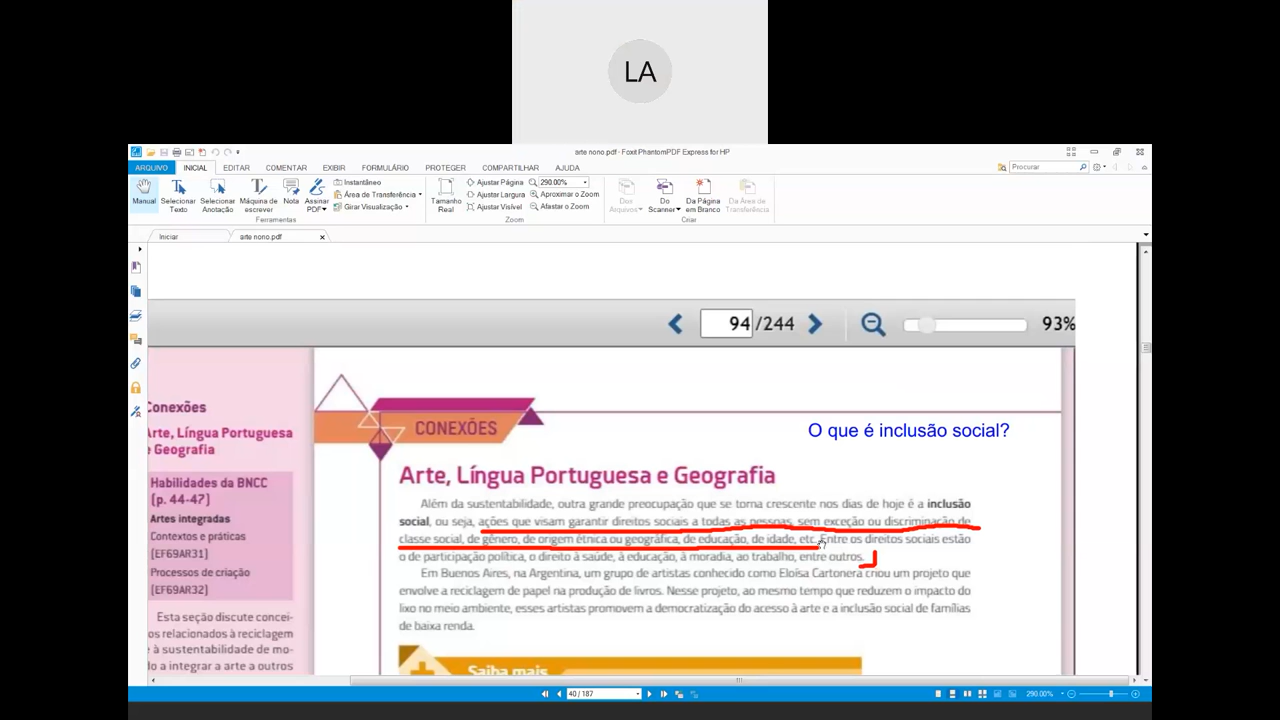 LA
arte nono.pdf - Foxit PhantomPDF Express for HP
ARQUIVO INICIAL EDITAR COMENTAR EXIBIR FORMULÁRIO PROTEGER COMPARTILHAR AJUDA
Procurar
Manual
Selecionar Texto
Selecionar Anotação
Máquina de escrever
Nota
Assinar PDF
Instantâneo
Área de Transferência
Girar Visualização
Ferramentas
Tamanho Real
Ajustar Página
Ajustar Largura
Ajustar Visível
290.00%
Aproximar o Zoom
Afastar o Zoom
Zoom
Dos Arquivos
Do Scanner
Da Página em Branco
Da Área de Transferência
Criar
Iniciar
arte nono.pdf
94 /244
93%
Conexões
Arte, Língua Portuguesa
e Geografia
Habilidades da BNCC
(p. 44-47)
Artes integradas
Contextos e práticas
(EF69AR31)
Processos de criação
(EF69AR32)
Esta seção discute concei-
os relacionados à reciclagem
e à sustentabilidade de mo-
lo a integrar a arte a outros
CONEXÕES
O que é inclusão social?
Arte, Língua Portuguesa e Geografia
Além da sustentabilidade, outra grande preocupação que se torna crescente nos dias de hoje é a inclusão
social, ou seja, ações que visam garantir direitos sociais a todas as pessoas, sem exceção ou discriminação de
classe social, de gênero, de origem étnica ou geográfica, de educação, de idade, etc. Entre os direitos sociais estão
o de participação política, o direito à saúde, à educação, à moradia, ao trabalho, entre outros.
Em Buenos Aires, na Argentina, um grupo de artistas conhecido como Eloísa Cartonera criou um projeto que
envolve a reciclagem de papel na produção de livros. Nesse projeto, ao mesmo tempo que reduzem o impacto do
lixo no meio ambiente, esses artistas promovem a democratização do acesso à arte e a inclusão social de famílias
de baixa renda.
Saiba mais
40 / 187
290.00%